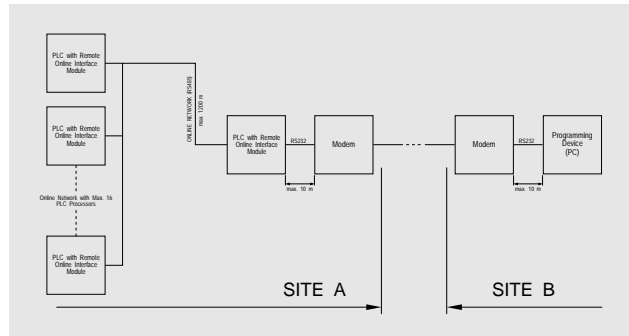 PLC with Remote
Online Interface
Module
PLC with Remote
Online Interface
Module
Online Network with Max. 16
PLC Processors
PLC with Remote
Online Interface
Module
ONLINE NETWORK (RS485)
max. 1200 m
PLC with Remote
Online Interface
Module
RS232
max. 10 m
Modem
Modem
RS232
max. 10 m
Programming
Device
(PC)
SITE A
SITE B